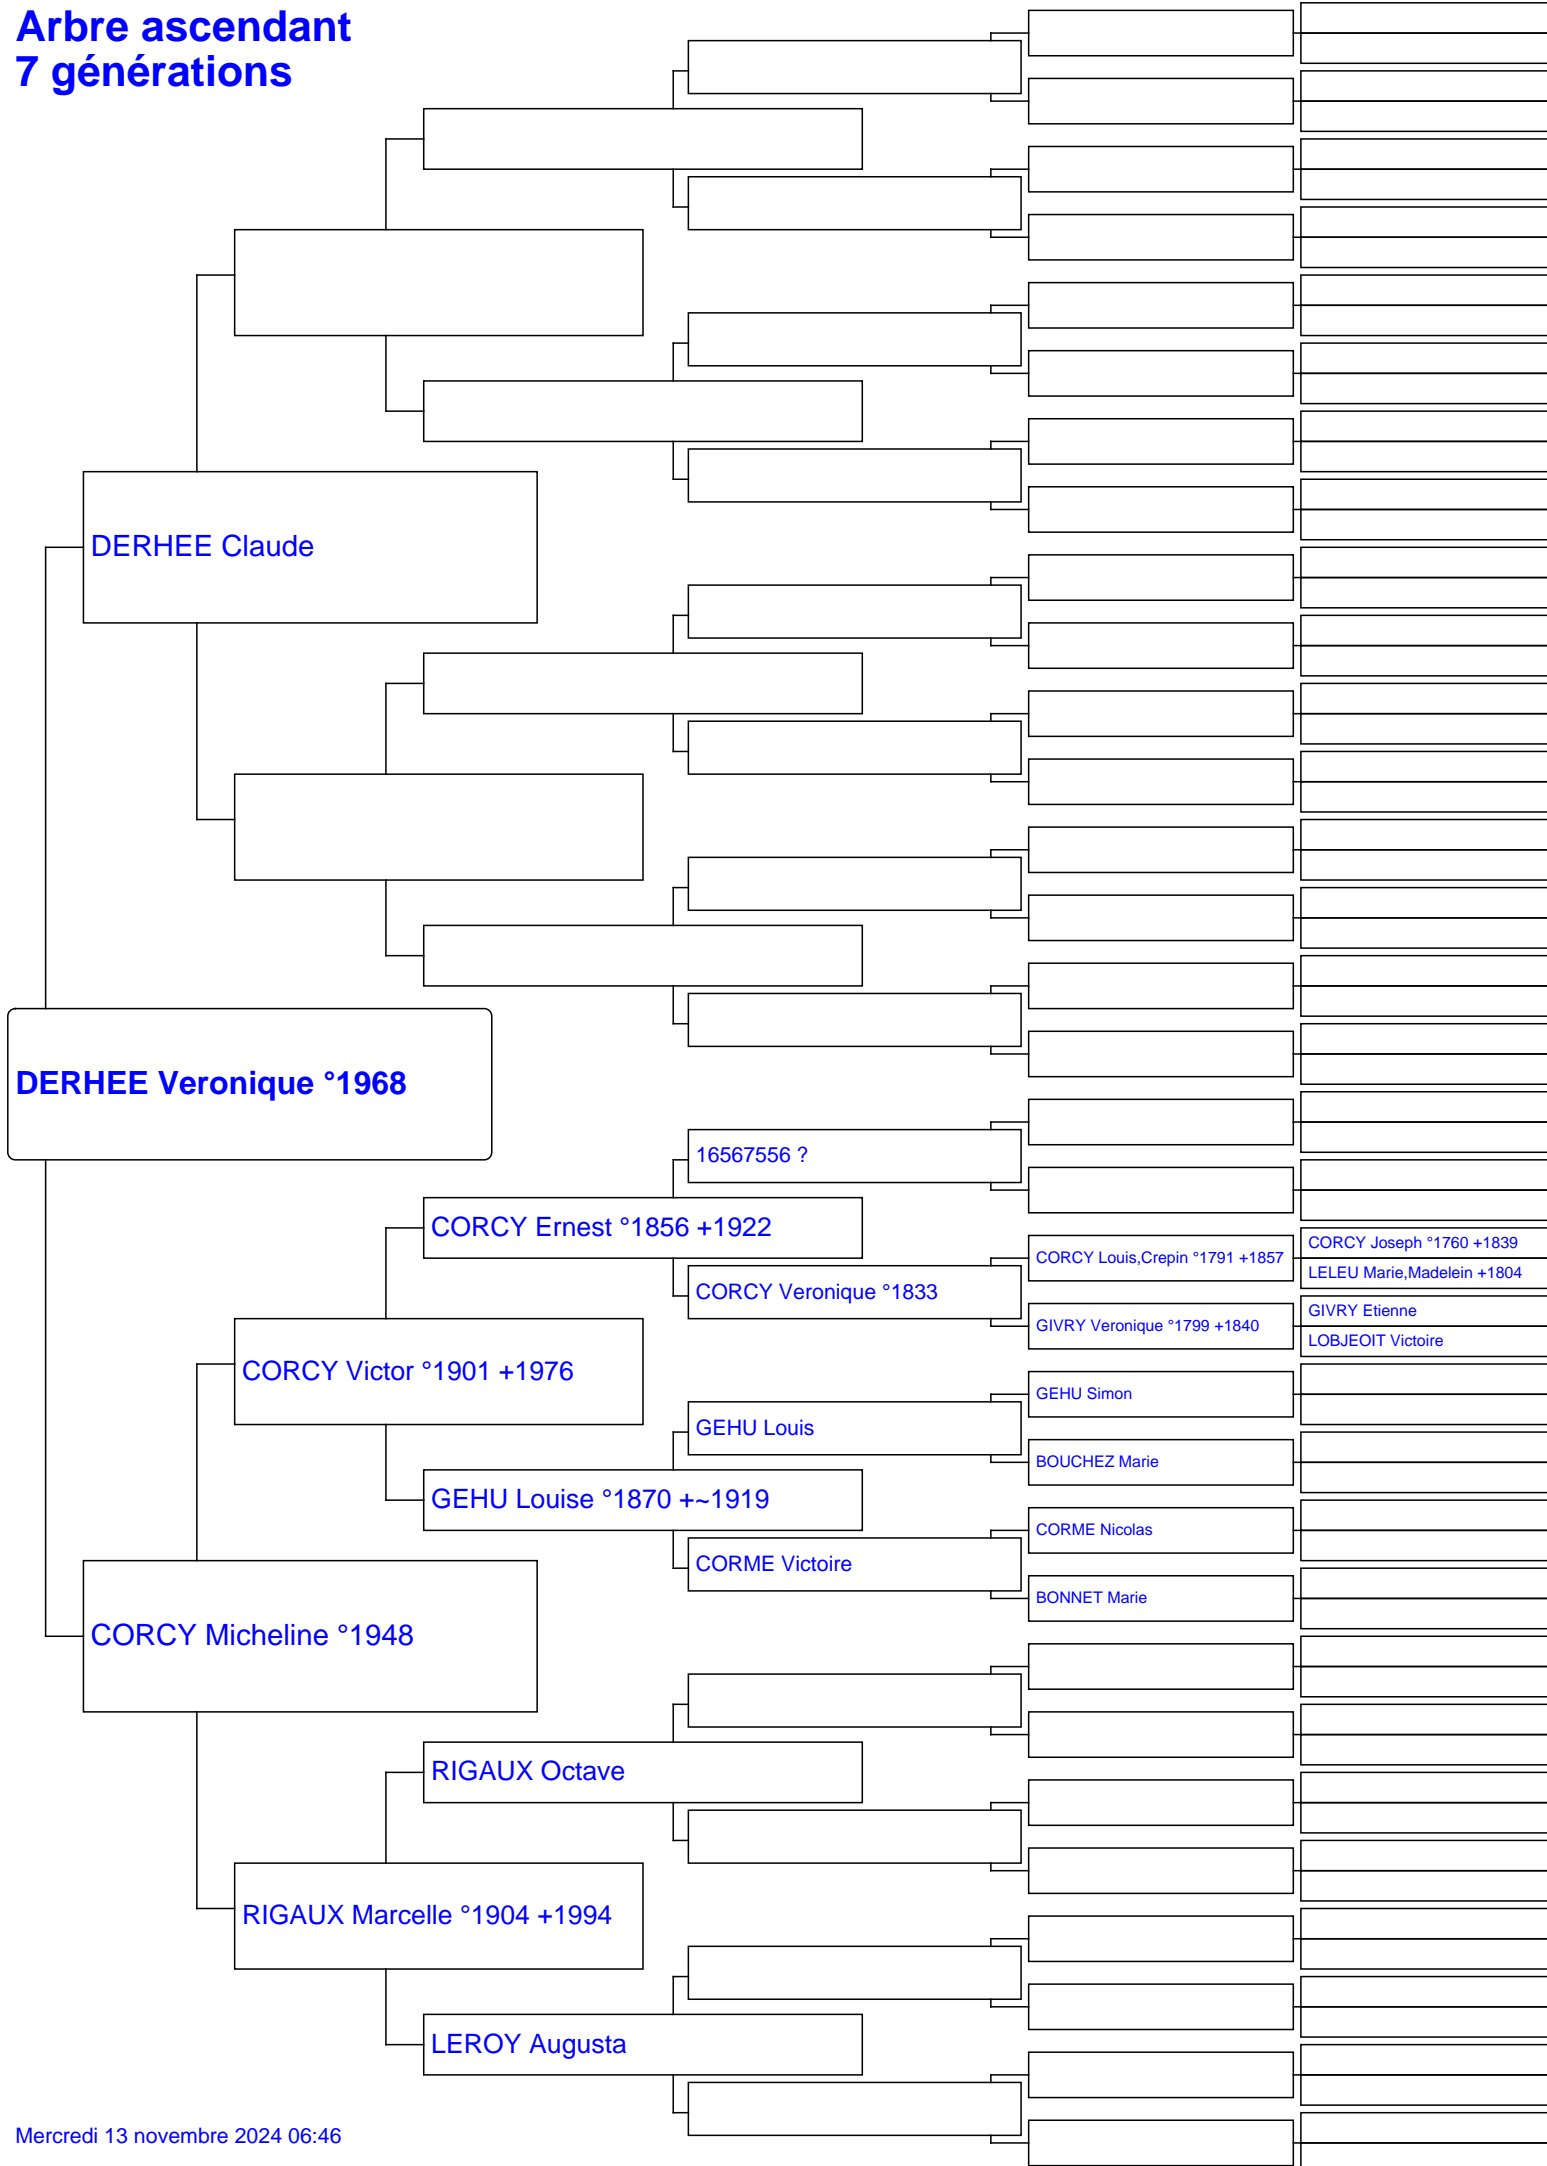 Arbre ascendant
7 générations
DERHEE Claude
DERHEE Veronique °1968
16567556 ?
CORCY Ernest °1856 +1922
CORCY Joseph °1760 +1839
CORCY Louis,Crepin °1791 +1857
LELEU Marie,Madelein +1804
CORCY Veronique °1833
GIVRY Etienne
GIVRY Veronique °1799 +1840
LOBJEOIT Victoire
CORCY Victor °1901 +1976
GEHU Simon
GEHU Louis
BOUCHEZ Marie
GEHU Louise °1870 +~1919
CORME Nicolas
CORME Victoire
BONNET Marie
CORCY Micheline °1948
RIGAUX Octave
RIGAUX Marcelle °1904 +1994
LEROY Augusta
Mercredi 13 novembre 2024 06:46